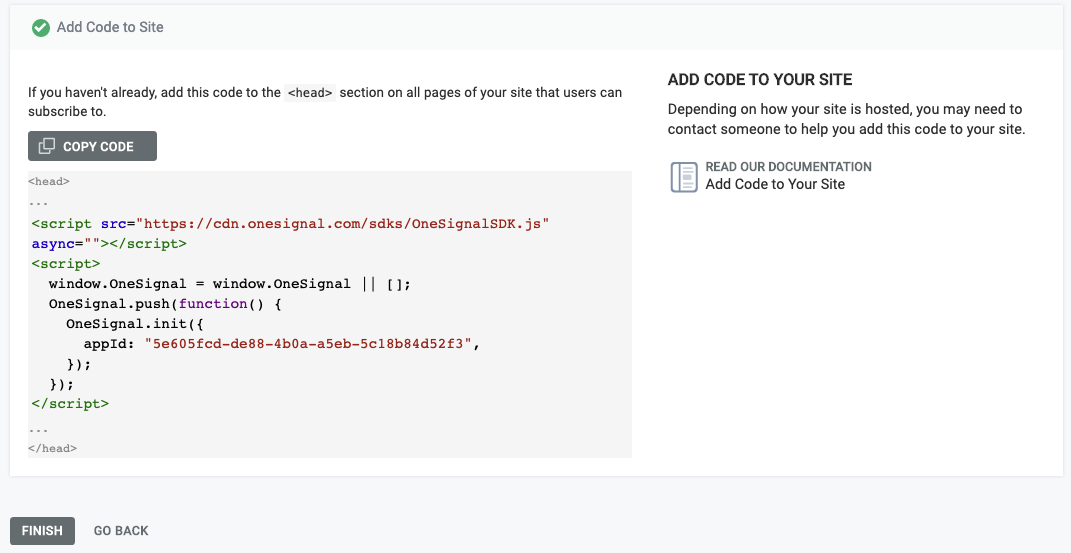 Add Code to Site
If you haven't already, add this code to the <head> section on all pages of your site that users can
subscribe to.
COPY CODE
<head>
...
<script src="https://cdn.onesignal.com/sdks/OneSignalSDK.js"
async=""></script>
<script>
  window.OneSignal = window.OneSignal || [];
  OneSignal.push(function() {
    OneSignal.init({
      appId: "5e605fcd-de88-4b0a-a5eb-5c18b84d52f3",
    });
  });
</script>
...
</head>
ADD CODE TO YOUR SITE
Depending on how your site is hosted, you may need to
contact someone to help you add this code to your site.
READ OUR DOCUMENTATION
Add Code to Your Site
FINISH
GO BACK